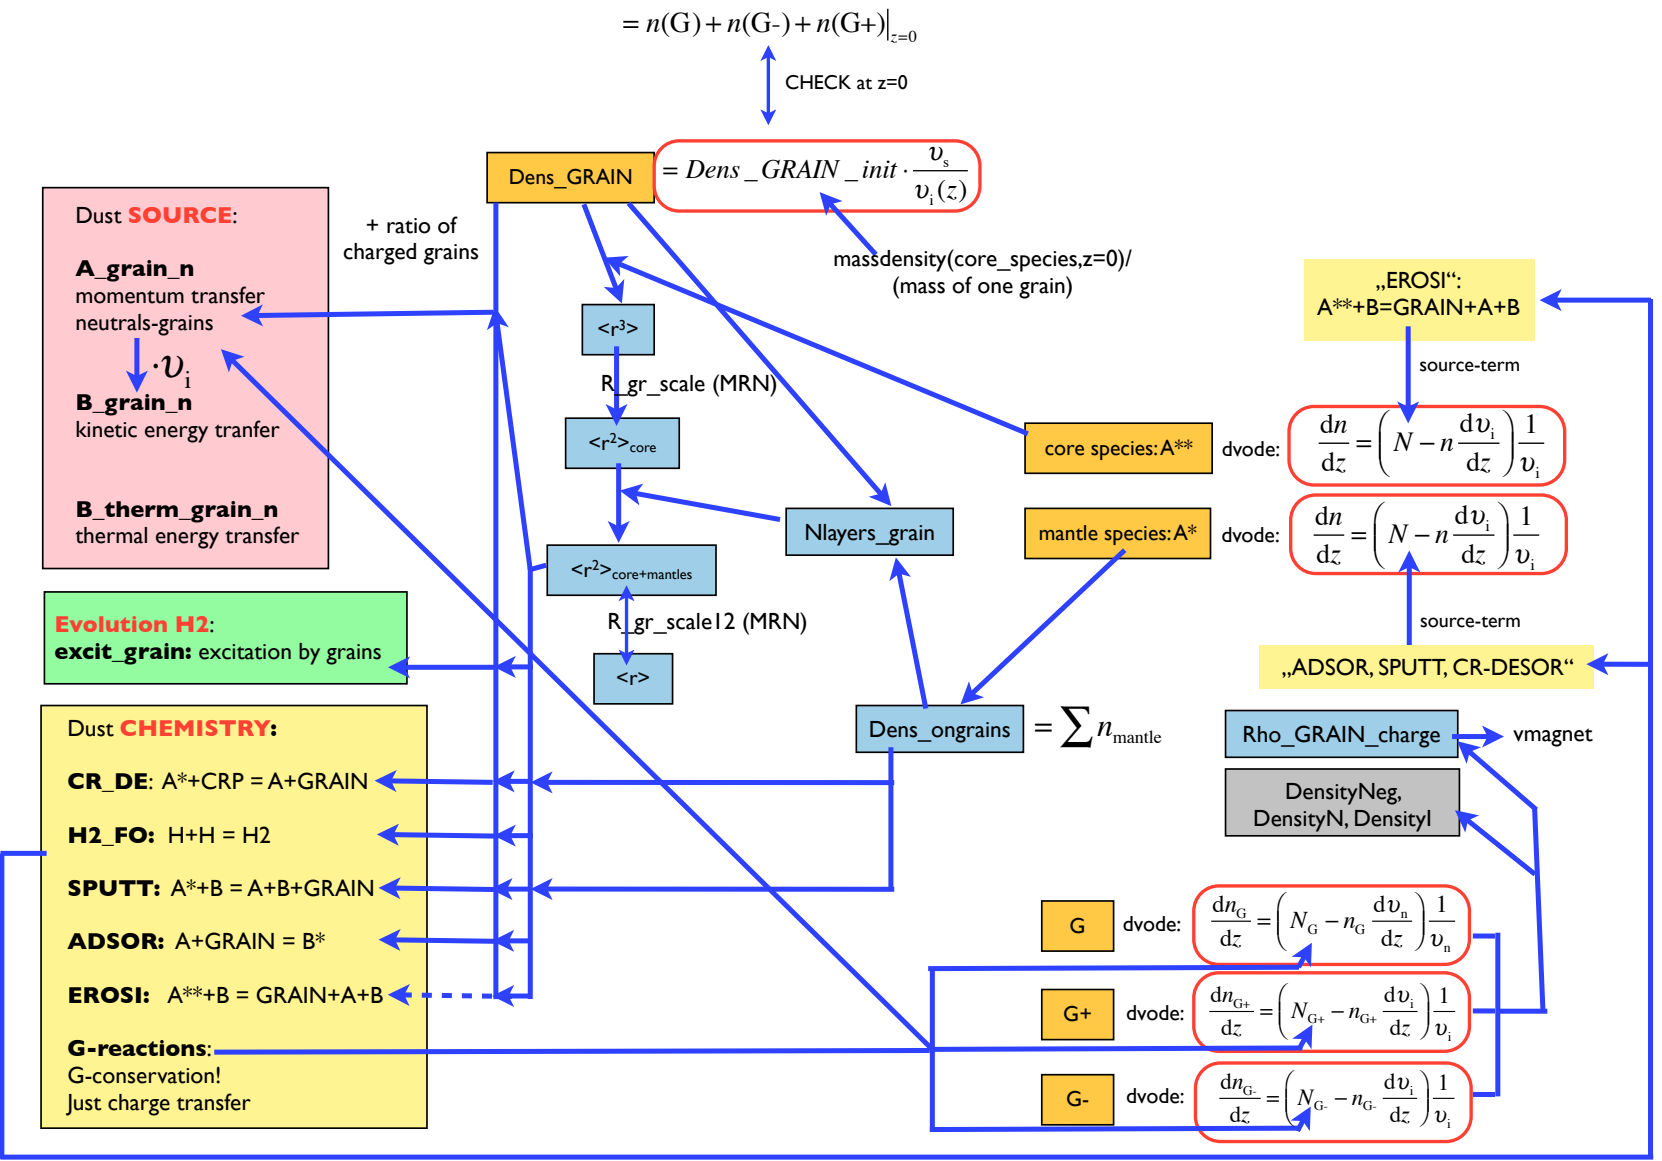 = n(G) + n(G-) + n(G+)|z=0
CHECK at z=0
Dens_GRAIN
= Dens_GRAIN_init · υs / υi(z)
massdensity(core_species,z=0)/
(mass of one grain)
+ ratio of
charged grains
Dust SOURCE:
A_grain_n
momentum transfer
neutrals-grains
·υi
B_grain_n
kinetic energy tranfer
B_therm_grain_n
thermal energy transfer
Evolution H2:
excit_grain: excitation by grains
Dust CHEMISTRY:
CR_DE: A*+CRP = A+GRAIN
H2_FO: H+H = H2
SPUTT: A*+B = A+B+GRAIN
ADSOR: A+GRAIN = B*
EROSI: A**+B = GRAIN+A+B
G-reactions:
G-conservation!
Just charge transfer
<r³>
R_gr_scale (MRN)
<r²>core
<r²>core+mantles
R_gr_scale12 (MRN)
<r>
Nlayers_grain
Dens_ongrains
= ∑ nmantle
„EROSI“:
A**+B=GRAIN+A+B
source-term
core species: A**
dvode:
dn/dz = (N − n dυi/dz) 1/υi
mantle species: A*
dvode:
dn/dz = (N − n dυi/dz) 1/υi
source-term
„ADSOR, SPUTT, CR-DESOR“
Rho_GRAIN_charge
vmagnet
DensityNeg,
DensityN, DensityI
G
dvode:
dnG/dz = (NG − nG dυn/dz) 1/υn
G+
dvode:
dnG+/dz = (NG+ − nG+ dυi/dz) 1/υi
G-
dvode:
dnG-/dz = (NG- − nG- dυi/dz) 1/υi